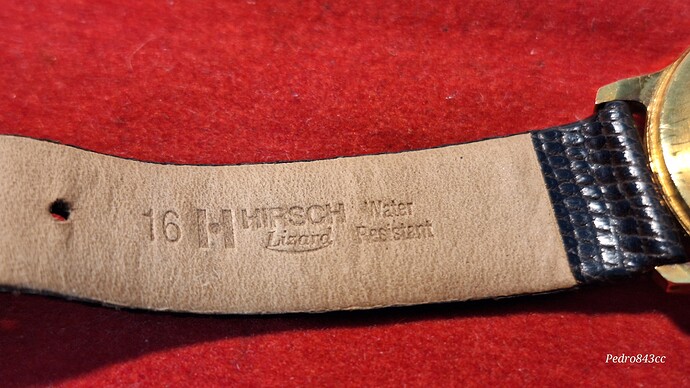 16 H HIRSCH Water
Lizard Resistant
Pedro843cc